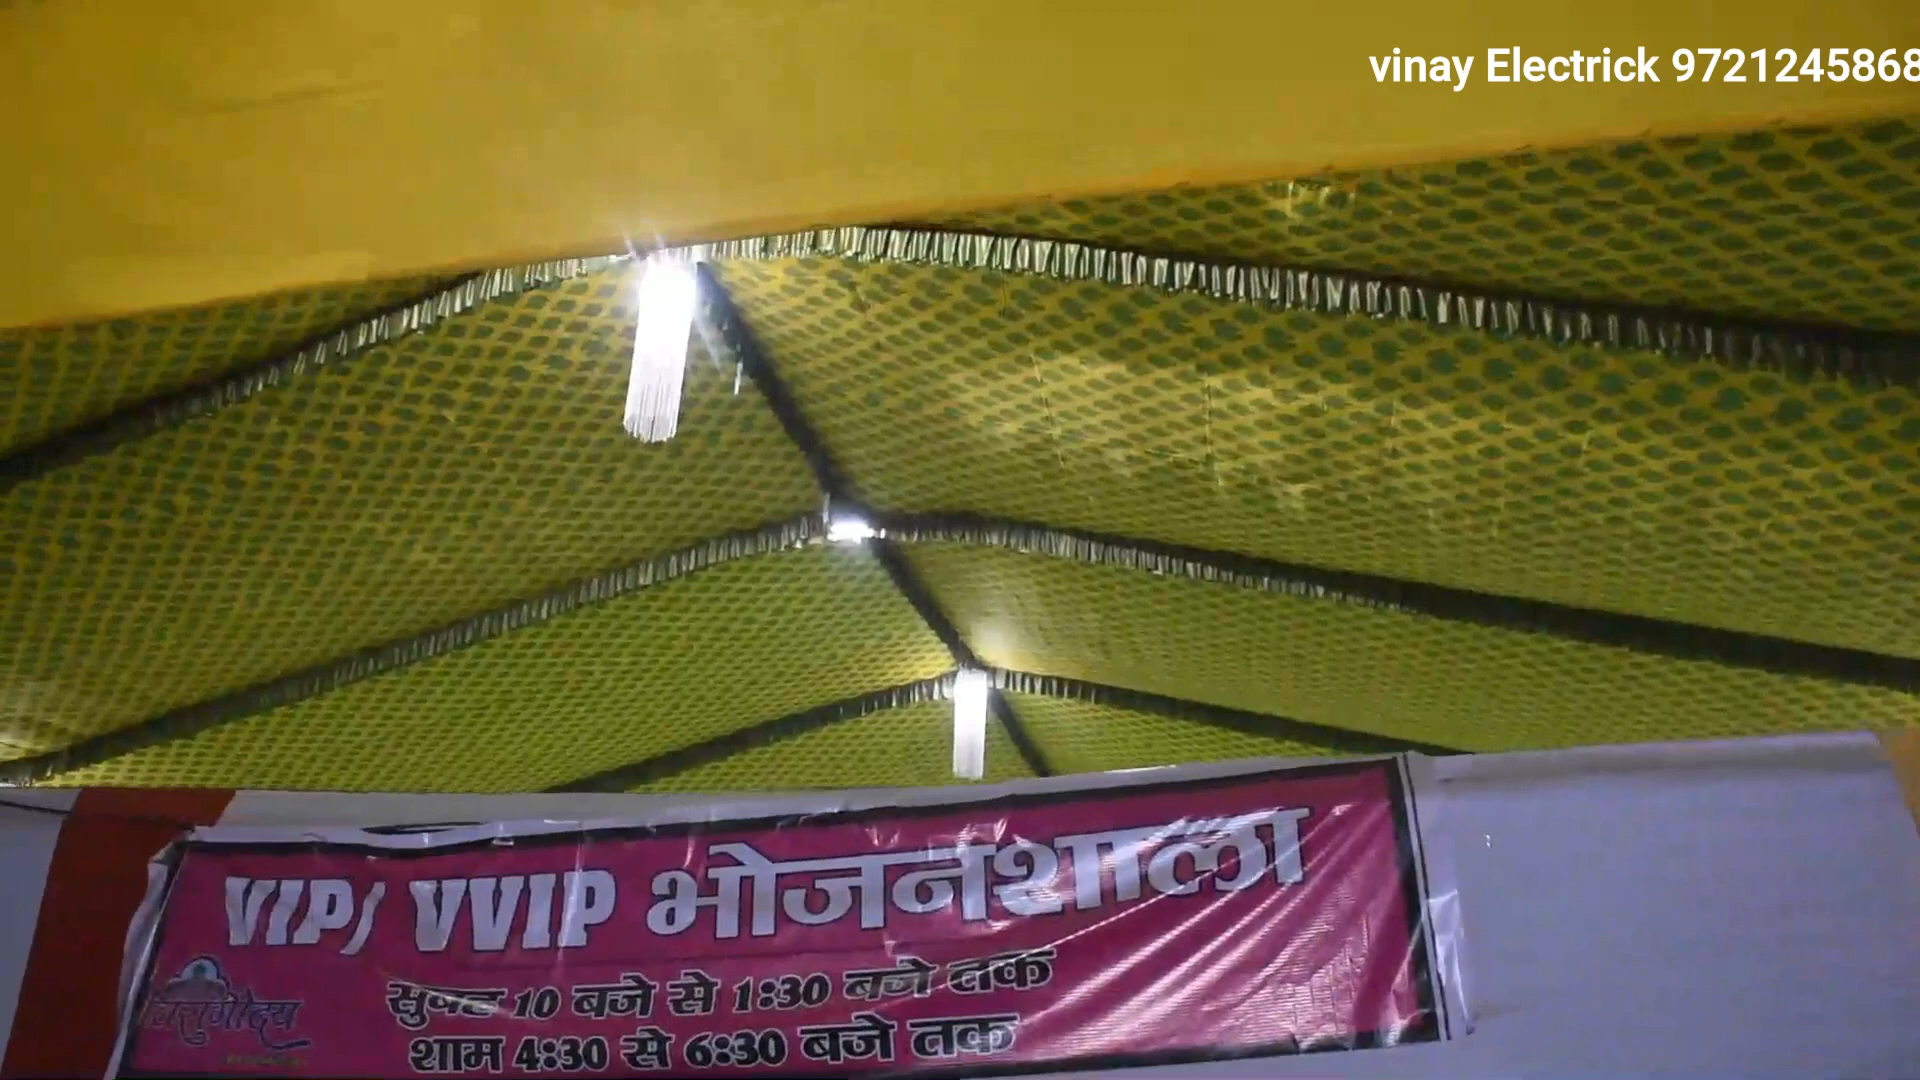 vinay Electrick 9721245868
VIP/ VVIP भोजनशाला
सुबह 10 बजे से 1:30 बजे तक
शाम 4:30 से 6:30 बजे तक